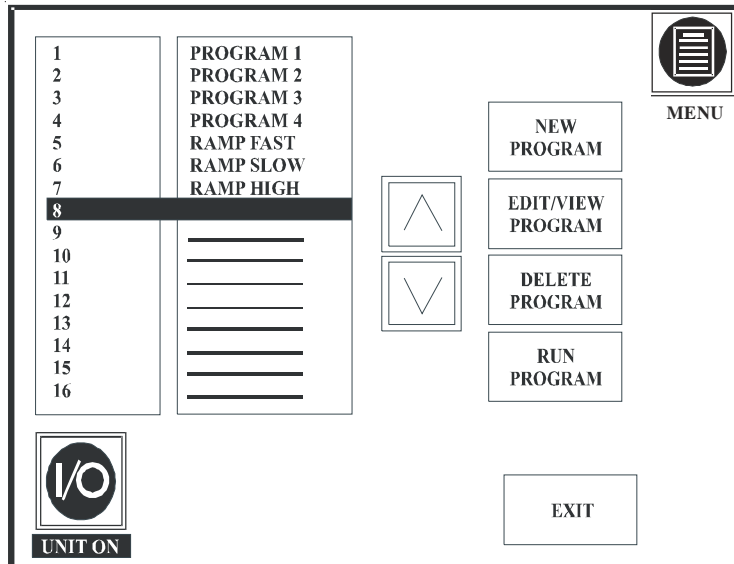 1 PROGRAM 1
2 PROGRAM 2
3 PROGRAM 3
4 PROGRAM 4
5 RAMP FAST
6 RAMP SLOW
7 RAMP HIGH
8
9
10
11
12
13
14
15
16
MENU
NEW
PROGRAM
EDIT/VIEW
PROGRAM
DELETE
PROGRAM
RUN
PROGRAM
I/O
UNIT ON
EXIT